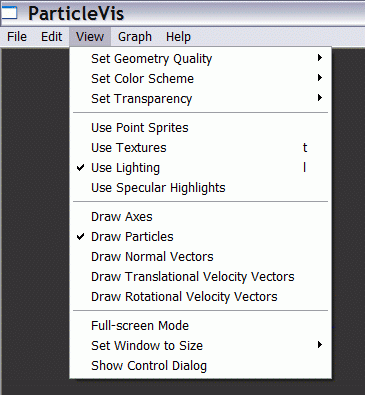 ParticleVis
File Edit View Graph Help
Set Geometry Quality
Set Color Scheme
Set Transparency
Use Point Sprites
Use Textures t
Use Lighting l
Use Specular Highlights
Draw Axes
Draw Particles
Draw Normal Vectors
Draw Translational Velocity Vectors
Draw Rotational Velocity Vectors
Full-screen Mode
Set Window to Size
Show Control Dialog